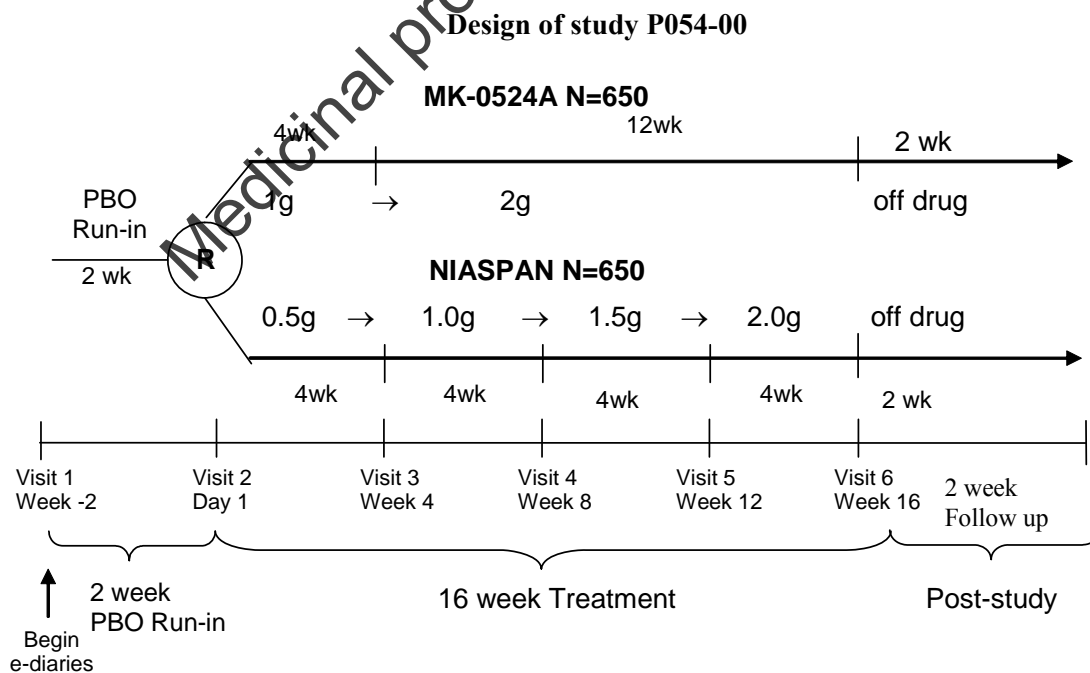 Design of study P054-00
Medicinal pro
MK-0524A N=650
4wk
12wk
2 wk
1g → 2g
off drug
PBO
Run-in
2 wk
R
NIASPAN N=650
0.5g → 1.0g → 1.5g → 2.0g
off drug
4wk 4wk 4wk 4wk 2 wk
Visit 1
Week -2
Visit 2
Day 1
Visit 3
Week 4
Visit 4
Week 8
Visit 5
Week 12
Visit 6
Week 16
2 week
Follow up
2 week
PBO Run-in
16 week Treatment
Post-study
Begin
e-diaries